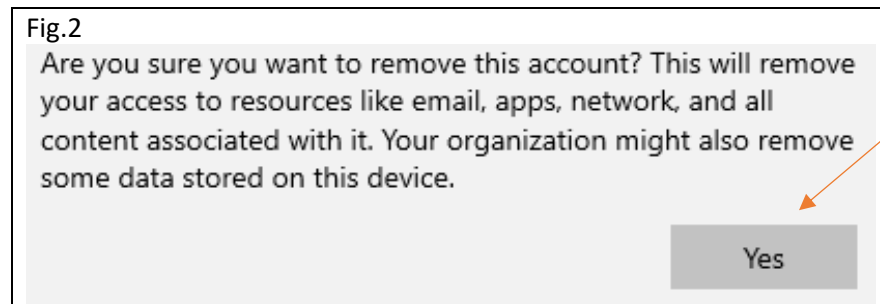 Fig.2
Are you sure you want to remove this account? This will remove
your access to resources like email, apps, network, and all
content associated with it. Your organization might also remove
some data stored on this device.
Yes